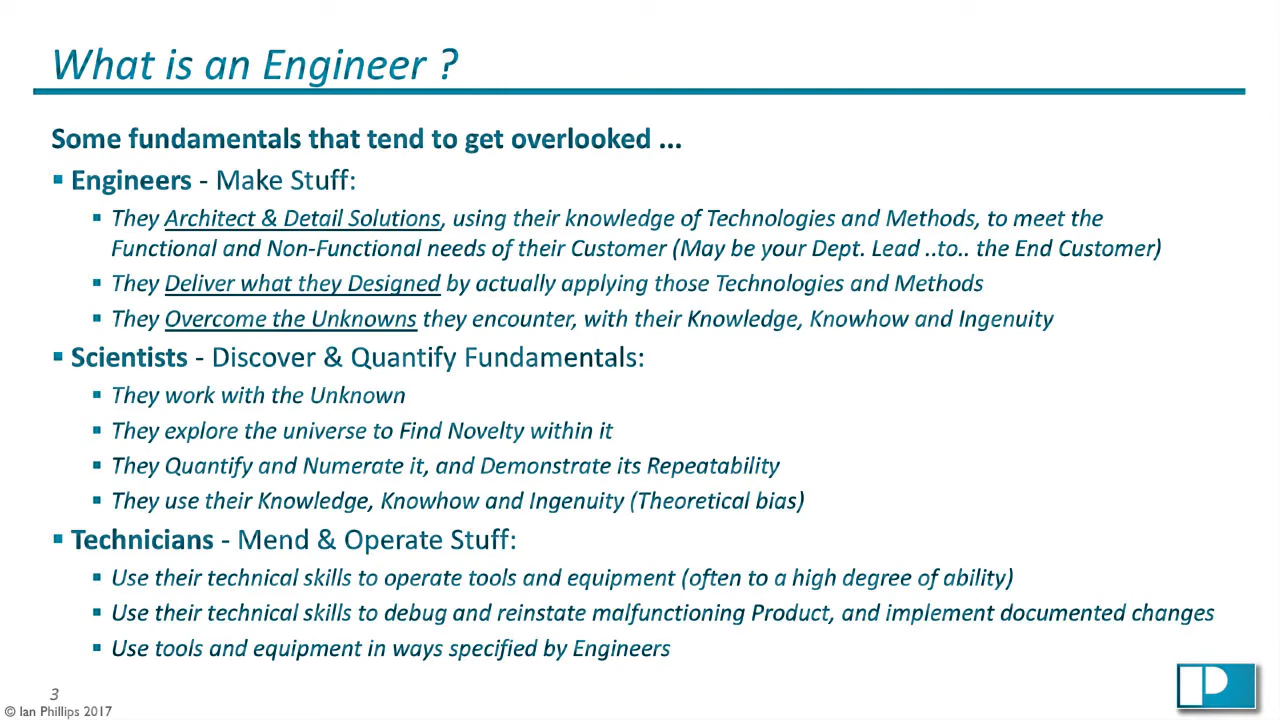 What is an Engineer ?
Some fundamentals that tend to get overlooked ...
▪ Engineers - Make Stuff:
▪ They Architect & Detail Solutions, using their knowledge of Technologies and Methods, to meet the
Functional and Non-Functional needs of their Customer (May be your Dept. Lead ..to.. the End Customer)
▪ They Deliver what they Designed by actually applying those Technologies and Methods
▪ They Overcome the Unknowns they encounter, with their Knowledge, Knowhow and Ingenuity
▪ Scientists - Discover & Quantify Fundamentals:
▪ They work with the Unknown
▪ They explore the universe to Find Novelty within it
▪ They Quantify and Numerate it, and Demonstrate its Repeatability
▪ They use their Knowledge, Knowhow and Ingenuity (Theoretical bias)
▪ Technicians - Mend & Operate Stuff:
▪ Use their technical skills to operate tools and equipment (often to a high degree of ability)
▪ Use their technical skills to debug and reinstate malfunctioning Product, and implement documented changes
▪ Use tools and equipment in ways specified by Engineers
3
© Ian Phillips 2017
P